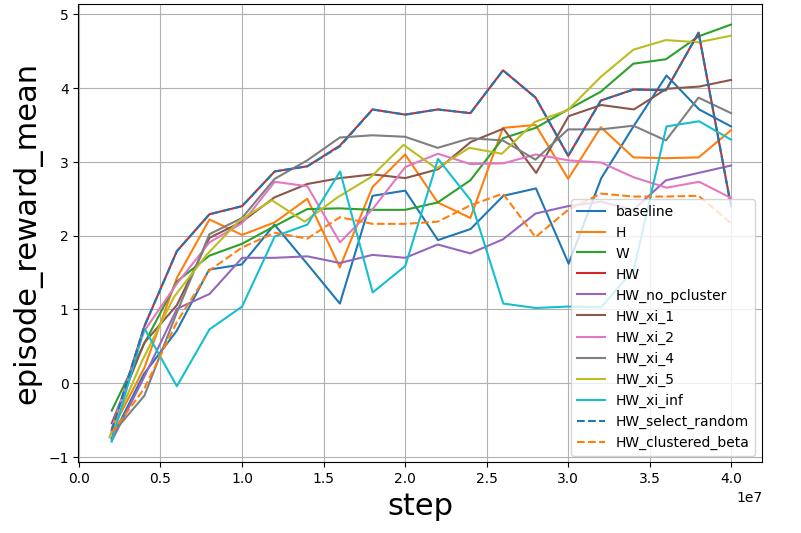 episode_reward_mean
5
4
3
2
1
0
−1
0.0 0.5 1.0 1.5 2.0 2.5 3.0 3.5 4.0
1e7
step
baseline
H
W
HW
HW_no_pcluster
HW_xi_1
HW_xi_2
HW_xi_4
HW_xi_5
HW_xi_inf
HW_select_random
HW_clustered_beta